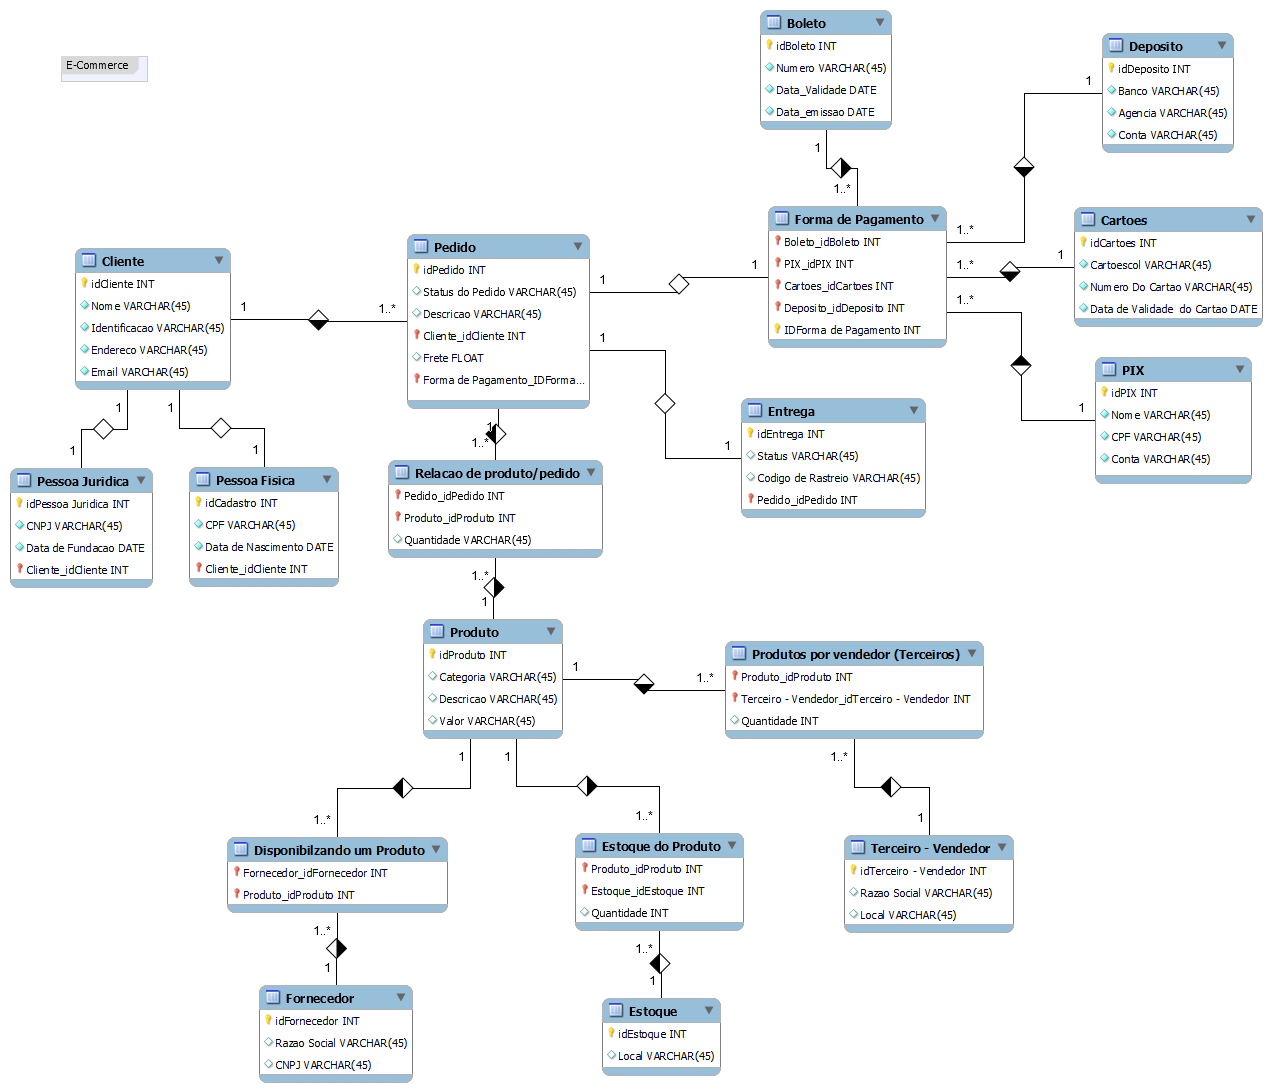 E-Commerce
Boleto
idBoleto INT
Numero VARCHAR(45)
Data_Validade DATE
Data_emissao DATE
1
1..*
Deposito
idDeposito INT
Banco VARCHAR(45)
Agencia VARCHAR(45)
Conta VARCHAR(45)
1
1..*
Forma de Pagamento
Boleto_idBoleto INT
PIX_idPIX INT
Cartoes_idCartoes INT
Deposito_idDeposito INT
IDForma de Pagamento INT
Cartoes
idCartoes INT
Cartoescol VARCHAR(45)
Numero Do Cartao VARCHAR(45)
Data de Validade do Cartao DATE
1
1..*
PIX
idPIX INT
Nome VARCHAR(45)
CPF VARCHAR(45)
Conta VARCHAR(45)
1..*
1
Cliente
idCliente INT
Nome VARCHAR(45)
Identificacao VARCHAR(45)
Endereco VARCHAR(45)
Email VARCHAR(45)
1
1..*
Pedido
idPedido INT
Status do Pedido VARCHAR(45)
Descricao VARCHAR(45)
Cliente_idCliente INT
Frete FLOAT
Forma de Pagamento_IDForma...
1
1
1
1
Entrega
idEntrega INT
Status VARCHAR(45)
Codigo de Rastreio VARCHAR(45)
Pedido_idPedido INT
1
1
1
1
Pessoa Juridica
idPessoa Juridica INT
CNPJ VARCHAR(45)
Data de Fundacao DATE
Cliente_idCliente INT
Pessoa Fisica
idCadastro INT
CPF VARCHAR(45)
Data de Nascimento DATE
Cliente_idCliente INT
1
1..*
Relacao de produto/pedido
Pedido_idPedido INT
Produto_idProduto INT
Quantidade VARCHAR(45)
1..*
1
Produto
idProduto INT
Categoria VARCHAR(45)
Descricao VARCHAR(45)
Valor VARCHAR(45)
1
1..*
Produtos por vendedor (Terceiros)
Produto_idProduto INT
Terceiro - Vendedor_idTerceiro - Vendedor INT
Quantidade INT
1..*
1
1
1
1..*
1..*
Disponibilzando um Produto
Fornecedor_idFornecedor INT
Produto_idProduto INT
Estoque do Produto
Produto_idProduto INT
Estoque_idEstoque INT
Quantidade INT
Terceiro - Vendedor
idTerceiro - Vendedor INT
Razao Social VARCHAR(45)
Local VARCHAR(45)
1..*
1
1..*
1
Fornecedor
idFornecedor INT
Razao Social VARCHAR(45)
CNPJ VARCHAR(45)
Estoque
idEstoque INT
Local VARCHAR(45)